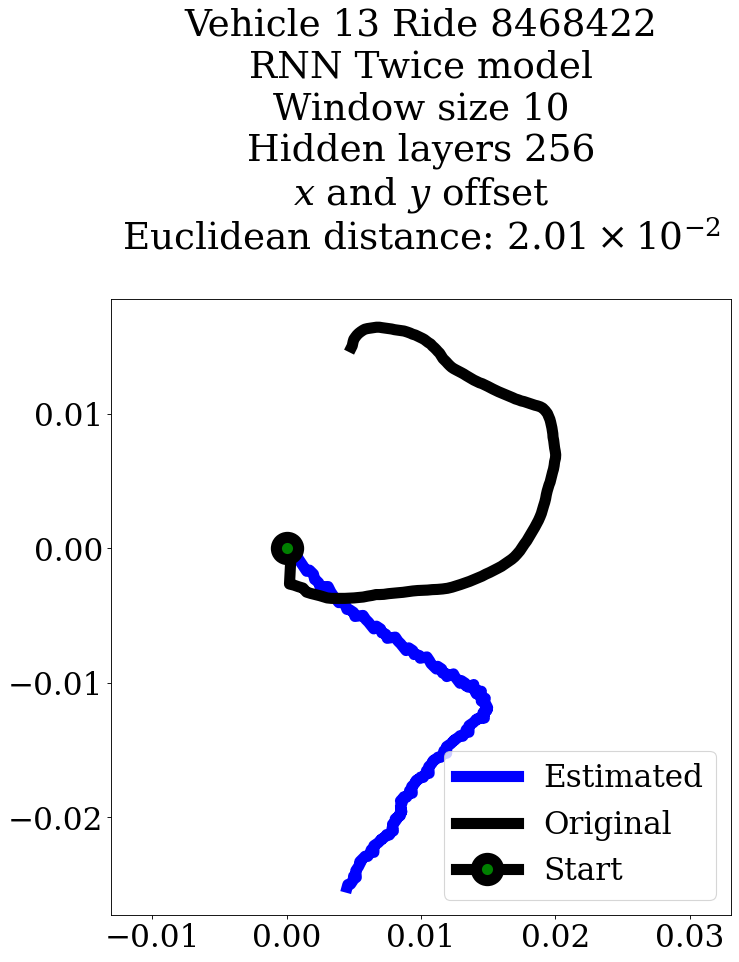 Vehicle 13 Ride 8468422
RNN Twice model
Window size 10
Hidden layers 256
x and y offset
Euclidean distance: 2.01 × 10⁻²
0.01
0.00
−0.01
−0.02
Estimated
Original
Start
−0.01 0.00 0.01 0.02 0.03